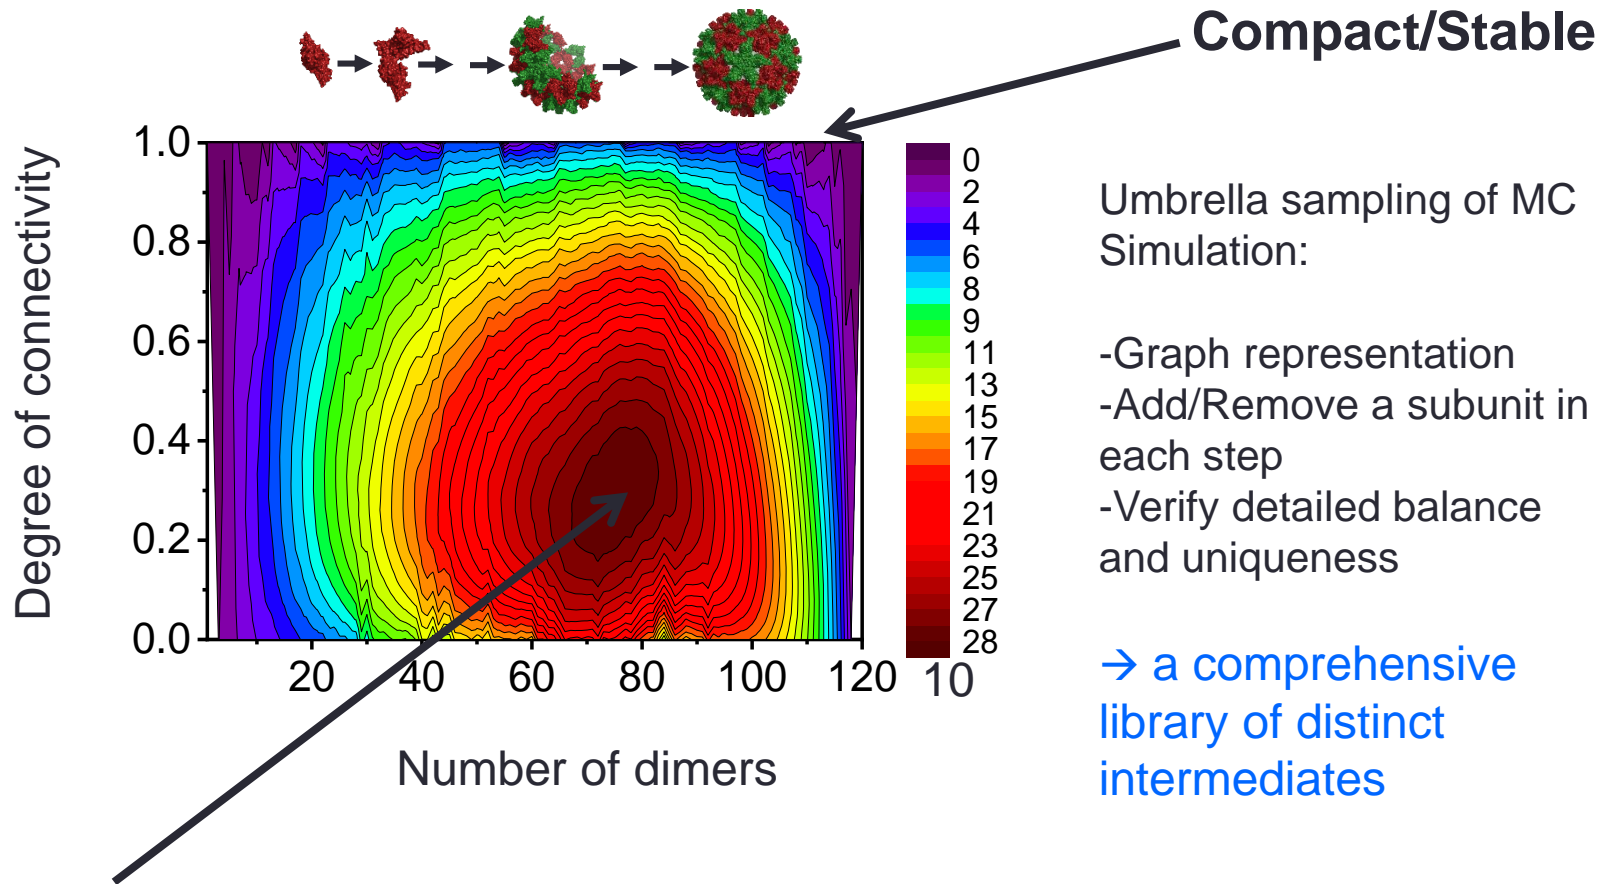 Compact/Stable
Degree of connectivity
1.0
0.8
0.6
0.4
0.2
0.0
20 40 60 80 100 120
Number of dimers
0
2
4
6
8
9
11
13
15
17
19
21
23
25
27
28
10
Umbrella sampling of MC
Simulation:
-Graph representation
-Add/Remove a subunit in
each step
-Verify detailed balance
and uniqueness
→ a comprehensive
library of distinct
intermediates